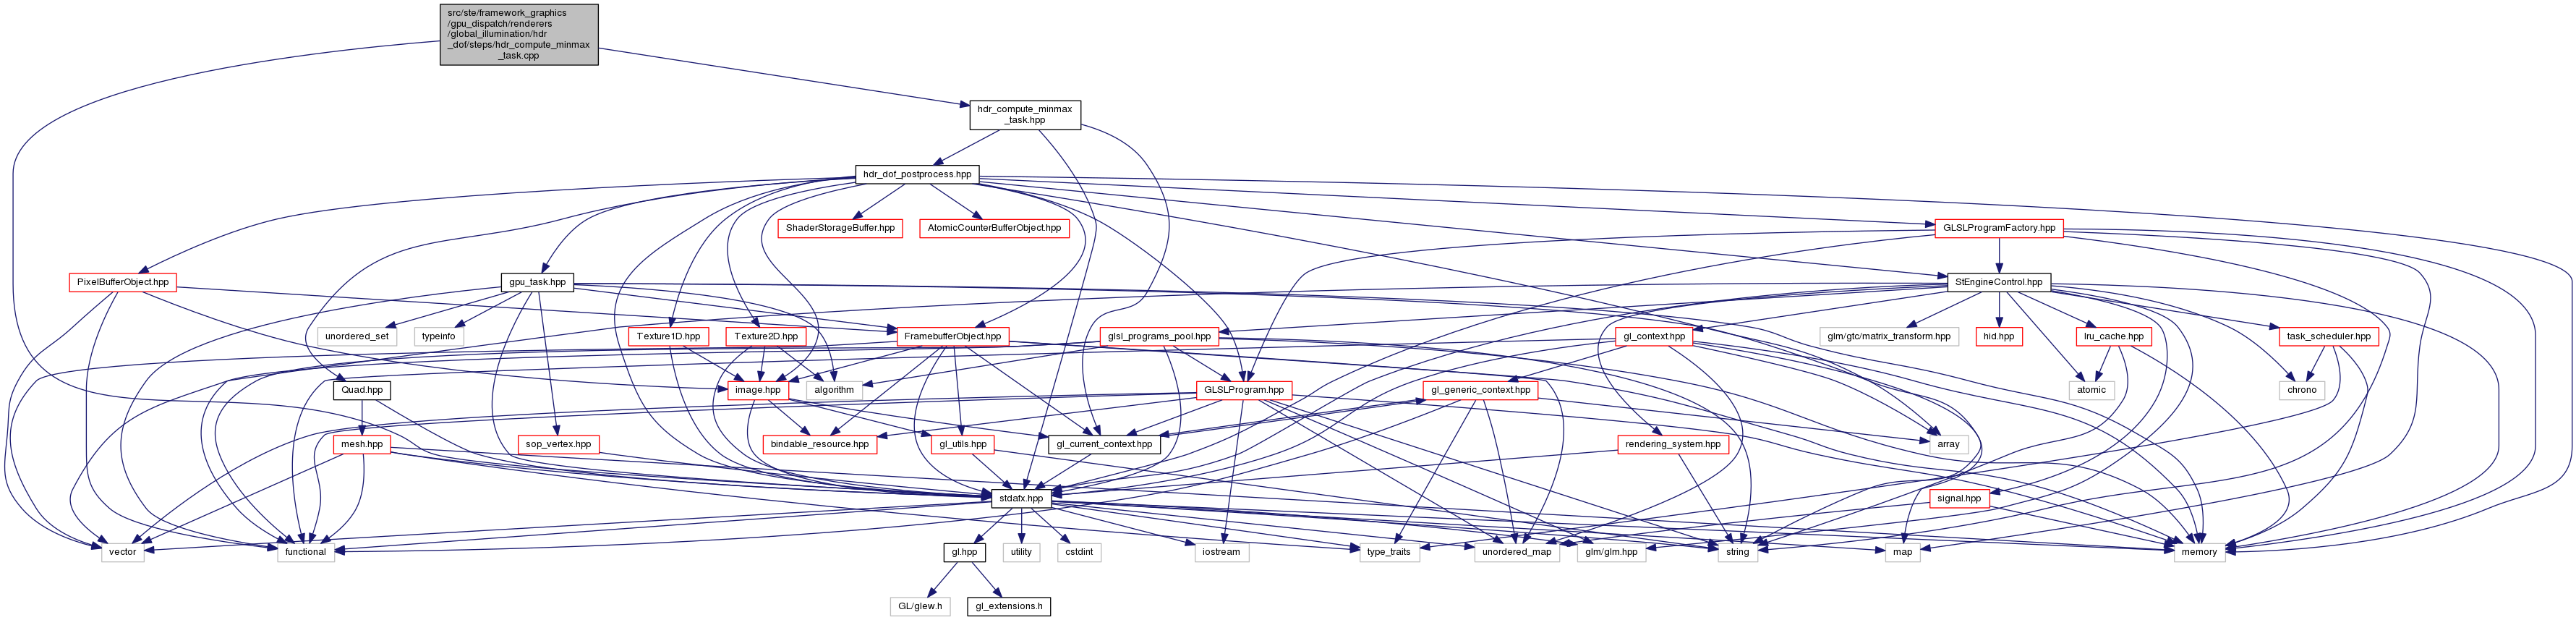 src/ste/framework_graphics
/gpu_dispatch/renderers
/global_illumination/hdr
_dof/steps/hdr_compute_minmax
_task.cpp
hdr_compute_minmax
_task.hpp
hdr_dof_postprocess.hpp
ShaderStorageBuffer.hpp
AtomicCounterBufferObject.hpp
GLSLProgramFactory.hpp
PixelBufferObject.hpp
gpu_task.hpp
StEngineControl.hpp
unordered_set
typeinfo
Texture1D.hpp
Texture2D.hpp
FramebufferObject.hpp
glsl_programs_pool.hpp
gl_context.hpp
glm/gtc/matrix_transform.hpp
hid.hpp
lru_cache.hpp
task_scheduler.hpp
Quad.hpp
image.hpp
algorithm
GLSLProgram.hpp
gl_generic_context.hpp
atomic
chrono
mesh.hpp
sop_vertex.hpp
bindable_resource.hpp
gl_utils.hpp
gl_current_context.hpp
rendering_system.hpp
array
stdafx.hpp
signal.hpp
vector
functional
gl.hpp
utility
cstdint
iostream
type_traits
unordered_map
glm/glm.hpp
string
map
memory
GL/glew.h
gl_extensions.h